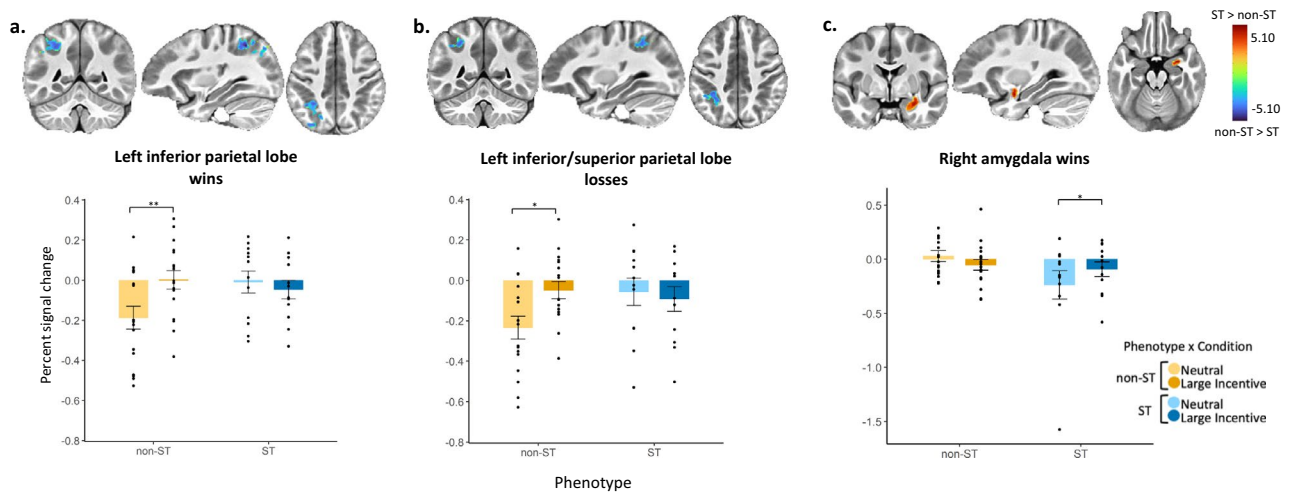 a.
b.
c.
ST > non-ST
5.10
-5.10
non-ST > ST
Left inferior parietal lobe
wins
Left inferior/superior parietal lobe
losses
Right amygdala wins
Percent signal change
0.4
0.2
0.0
-0.2
-0.4
-0.6
-0.8
**
non-ST
ST
0.4
0.2
0.0
-0.2
-0.4
-0.6
-0.8
*
non-ST
ST
0.5
0.0
-0.5
-1.0
-1.5
*
non-ST
ST
Phenotype x Condition
non-ST
Neutral
Large Incentive
ST
Neutral
Large Incentive
Phenotype